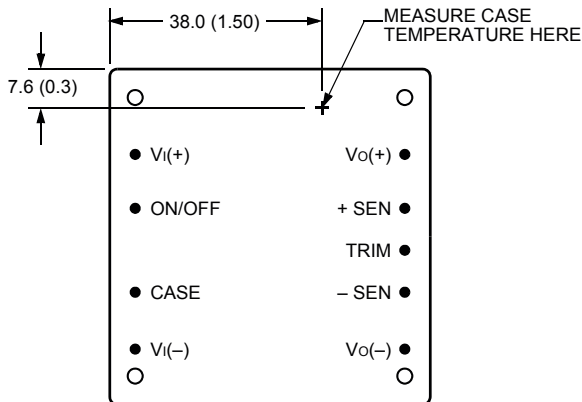 38.0 (1.50)
MEASURE CASE
TEMPERATURE HERE
7.6 (0.3)
VI(+)
VO(+)
ON/OFF
+ SEN
TRIM
CASE
– SEN
VI(–)
VO(–)